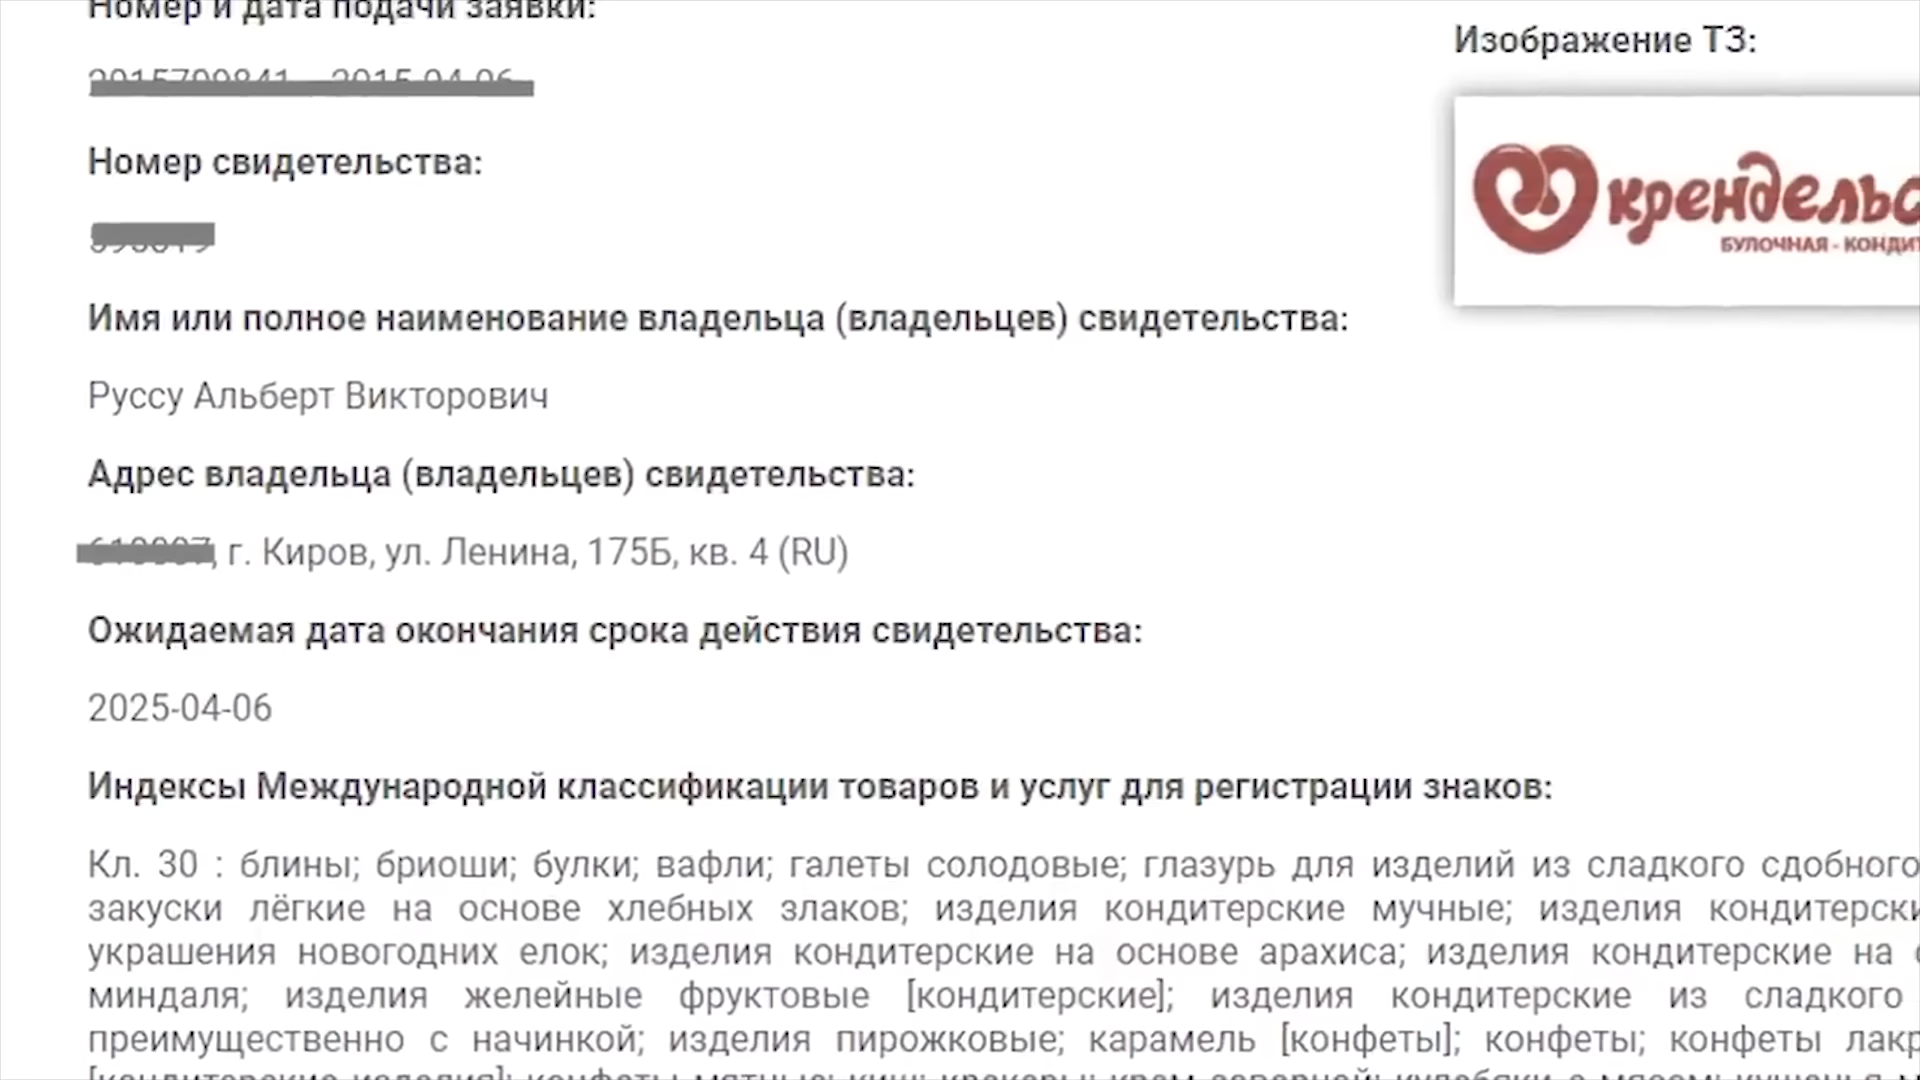 Номер и дата подачи заявки:
Изображение ТЗ:
Номер свидетельства:
крендельс
БУЛОЧНАЯ - КОНДИТ
Имя или полное наименование владельца (владельцев) свидетельства:
Руссу Альберт Викторович
Адрес владельца (владельцев) свидетельства:
, г. Киров, ул. Ленина, 175Б, кв. 4 (RU)
Ожидаемая дата окончания срока действия свидетельства:
2025-04-06
Индексы Международной классификации товаров и услуг для регистрации знаков:
Кл. 30 : блины; бриоши; булки; вафли; галеты солодовые; глазурь для изделий из сладкого сдобного
закуски лёгкие на основе хлебных злаков; изделия кондитерские мучные; изделия кондитерски
украшения новогодних елок; изделия кондитерские на основе арахиса; изделия кондитерские на
миндаля; изделия желейные фруктовые [кондитерские]; изделия кондитерские из сладкого
преимущественно с начинкой; изделия пирожковые; карамель [конфеты]; конфеты; конфеты лакр